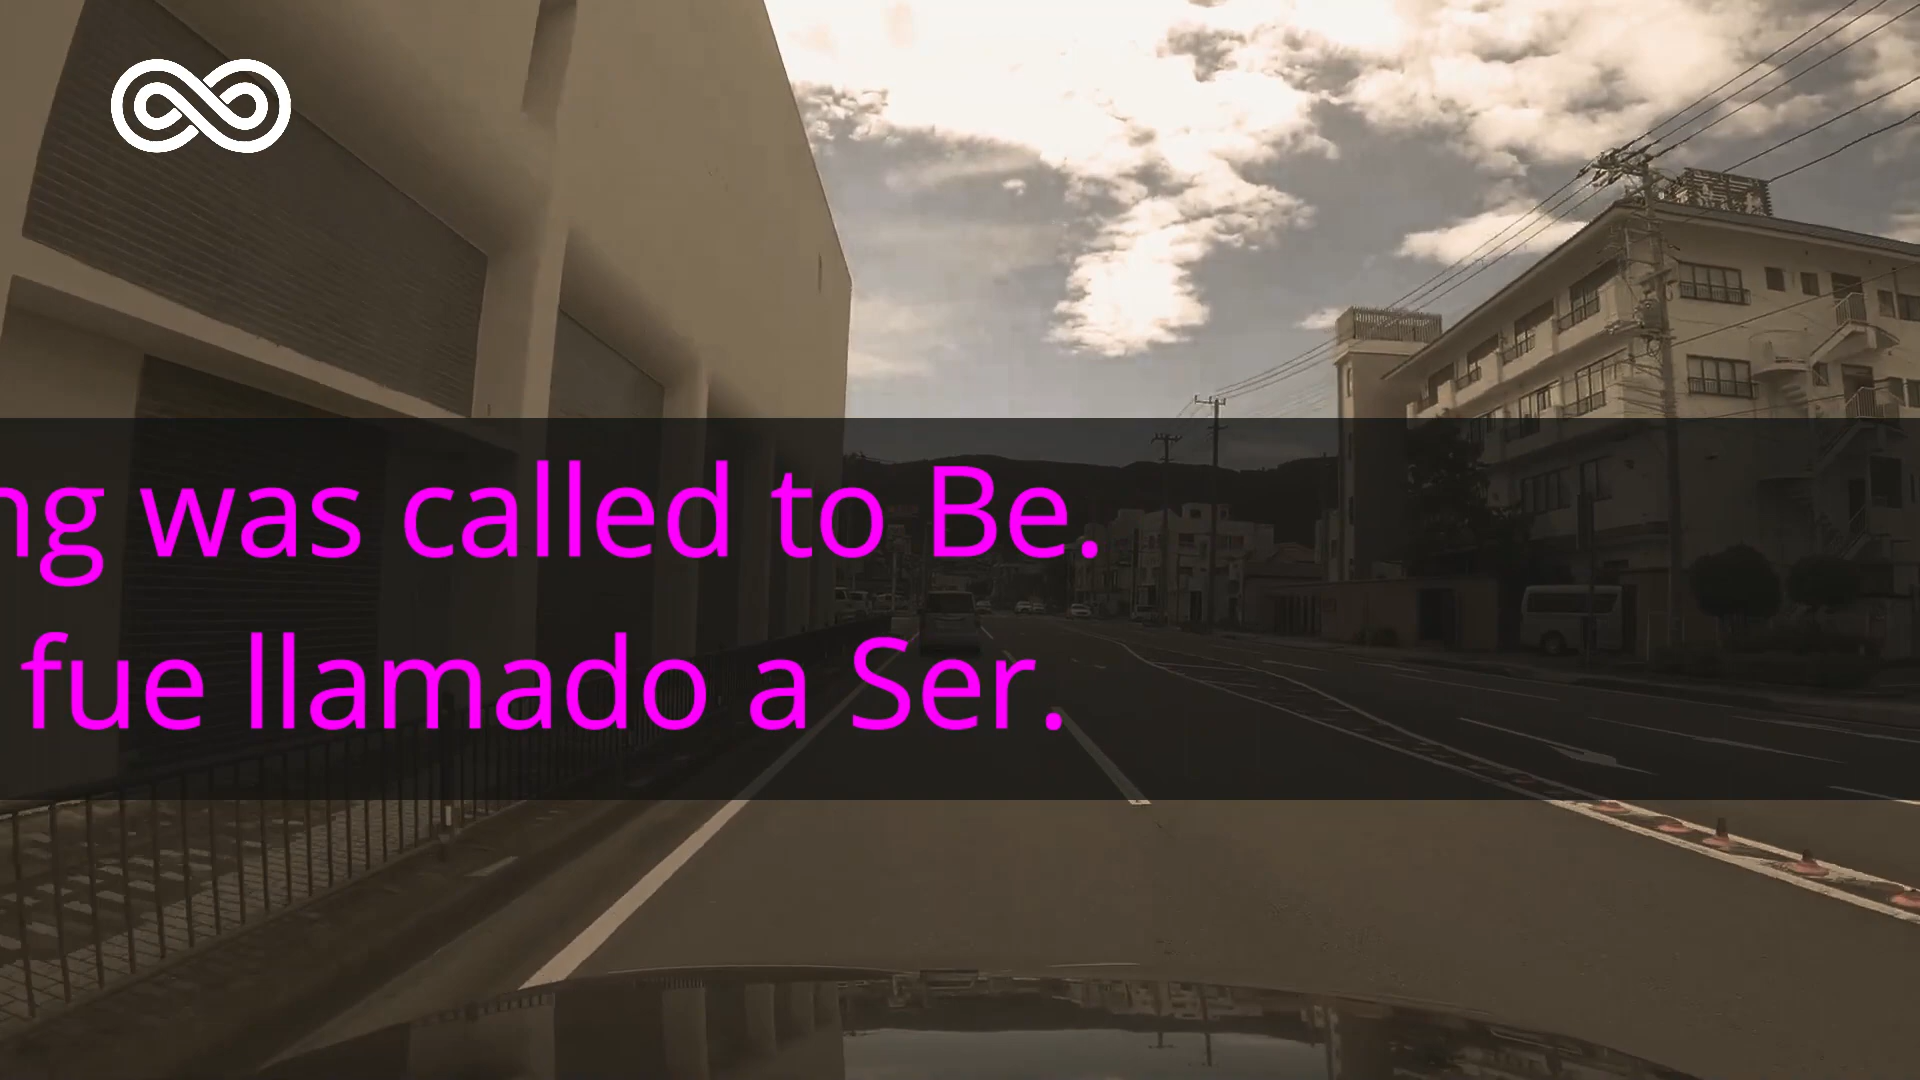 ng was called to Be.
fue llamado a Ser.